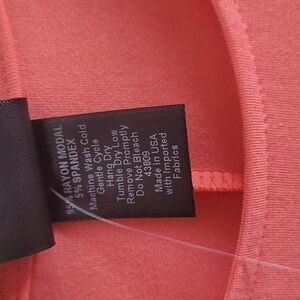 95% RAYON MODAL
5% SPANDEX
Machine Wash Cold
Gentle Cycle
Hang Dry
Tumble Dry Low
Remove Promptly
Do Not Bleach
43809
Made in USA
with Imported
Fabrics